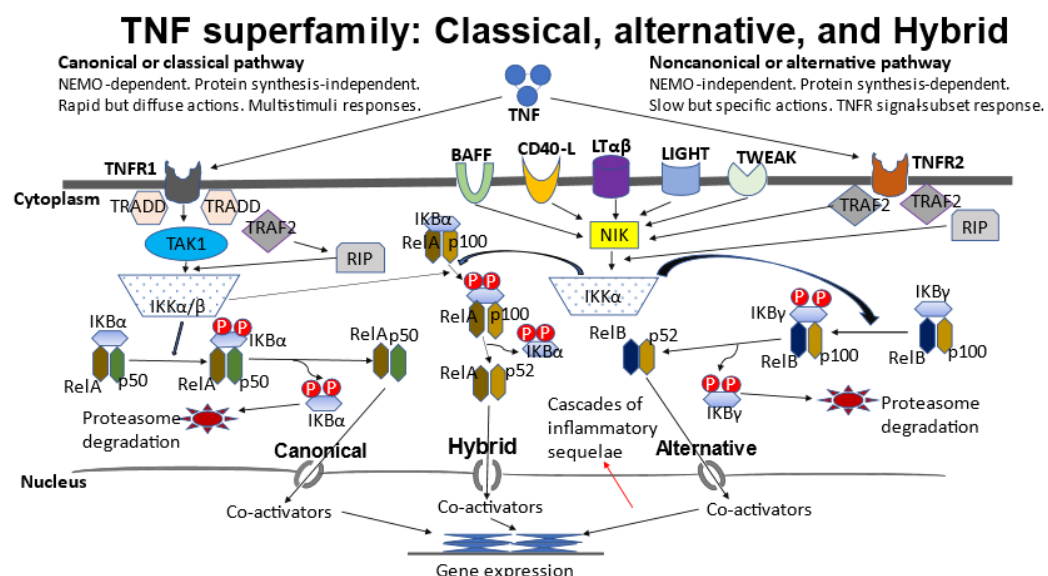 TNF superfamily: Classical, alternative, and Hybrid
Canonical or classical pathway
NEMO-dependent. Protein synthesis-independent.
Rapid but diffuse actions. Multistimuli responses.
Noncanonical or alternative pathway
NEMO-independent. Protein synthesis-dependent.
Slow but specific actions. TNFR signal-subset response.
TNF
TNFR1
BAFF
CD40-L
LTαβ
LIGHT
TWEAK
TNFR2
Cytoplasm
TRADD
TRADD
TRAF2
TAK1
RIP
IKKα/β
IKBα
RelA
p100
NIK
TRAF2
TRAF2
RIP
IKKα
P P
RelA
p100
P P
IKBα
RelA
p52
IKBα
RelA
p50
P P
IKBα
RelA
p50
RelA
p50
P P
IKBα
Proteasome
degradation
RelB
p52
P P
IKBγ
RelB
p100
IKBγ
RelB
p100
P P
IKBγ
Proteasome
degradation
Cascades of
inflammatory
sequelae
Canonical
Hybrid
Alternative
Nucleus
Co-activators
Co-activators
Co-activators
Gene expression